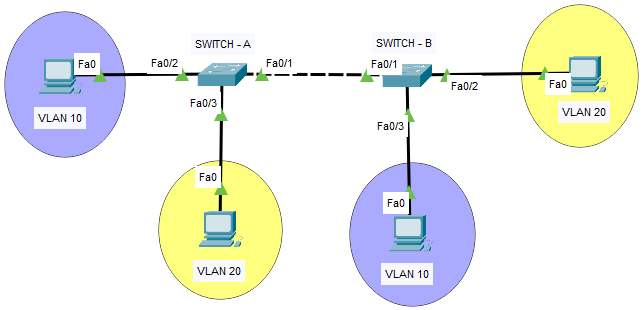 SWITCH - A
SWITCH - B
Fa0
Fa0/2
Fa0/1
Fa0/1
Fa0/2
Fa0
VLAN 10
Fa0/3
Fa0/3
VLAN 20
Fa0
Fa0
VLAN 20
VLAN 10